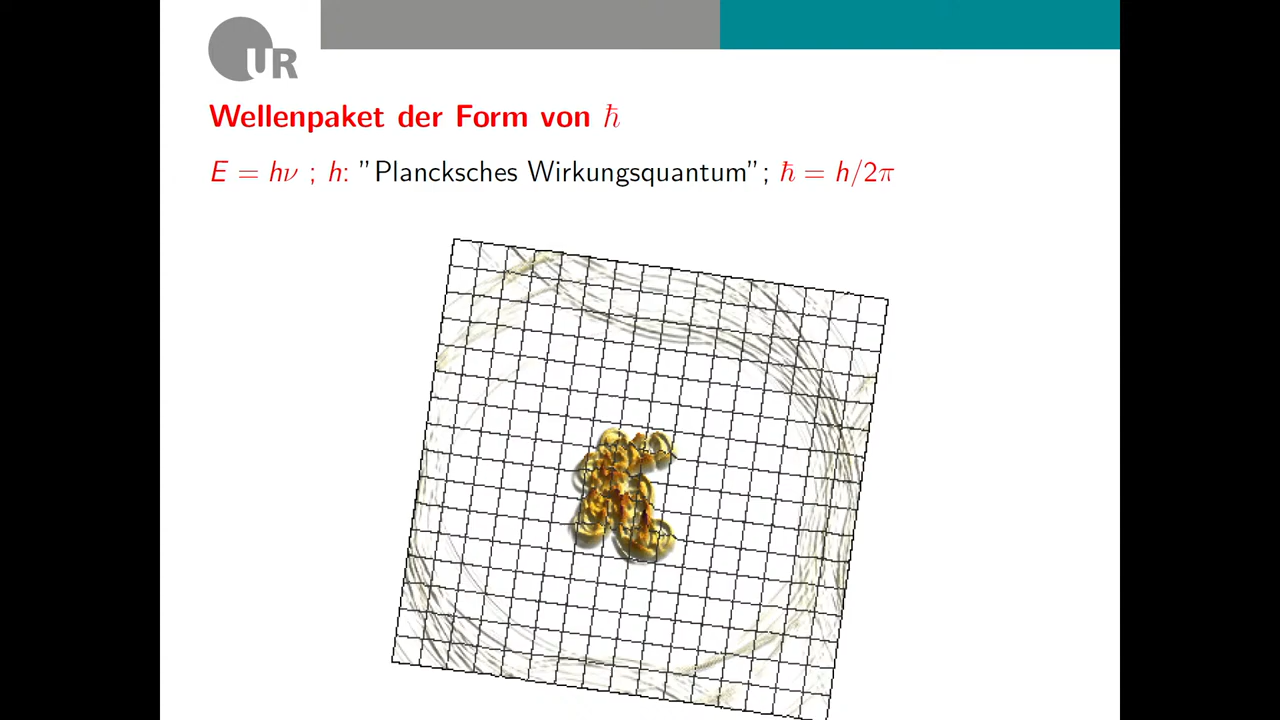 UR
Wellenpaket der Form von ℏ
E = hν ; h: "Plancksches Wirkungsquantum"; ℏ = h/2π